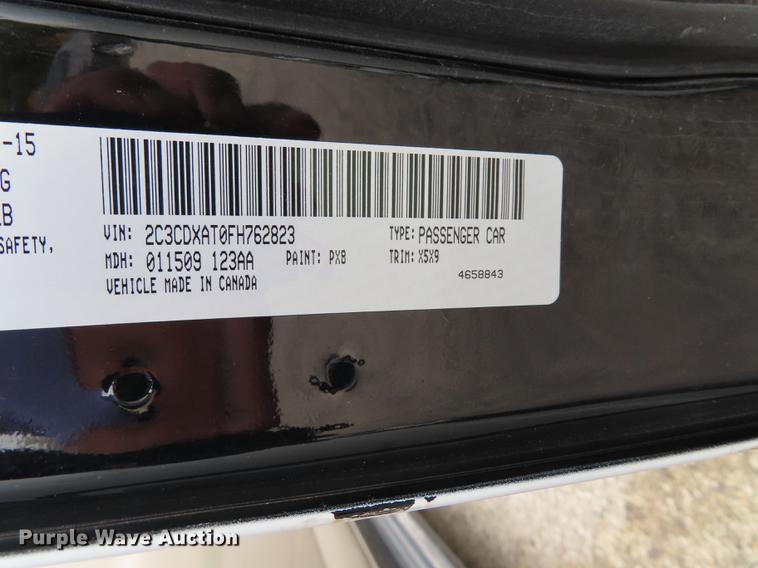 -15
G
LB
SAFETY,
VIN: 2C3CDXAT0FH762823 TYPE: PASSENGER CAR
MDH: 011509 123AA PAINT: PX8 TRIM: X5X9
VEHICLE MADE IN CANADA 4658843
Purple Wave Auction